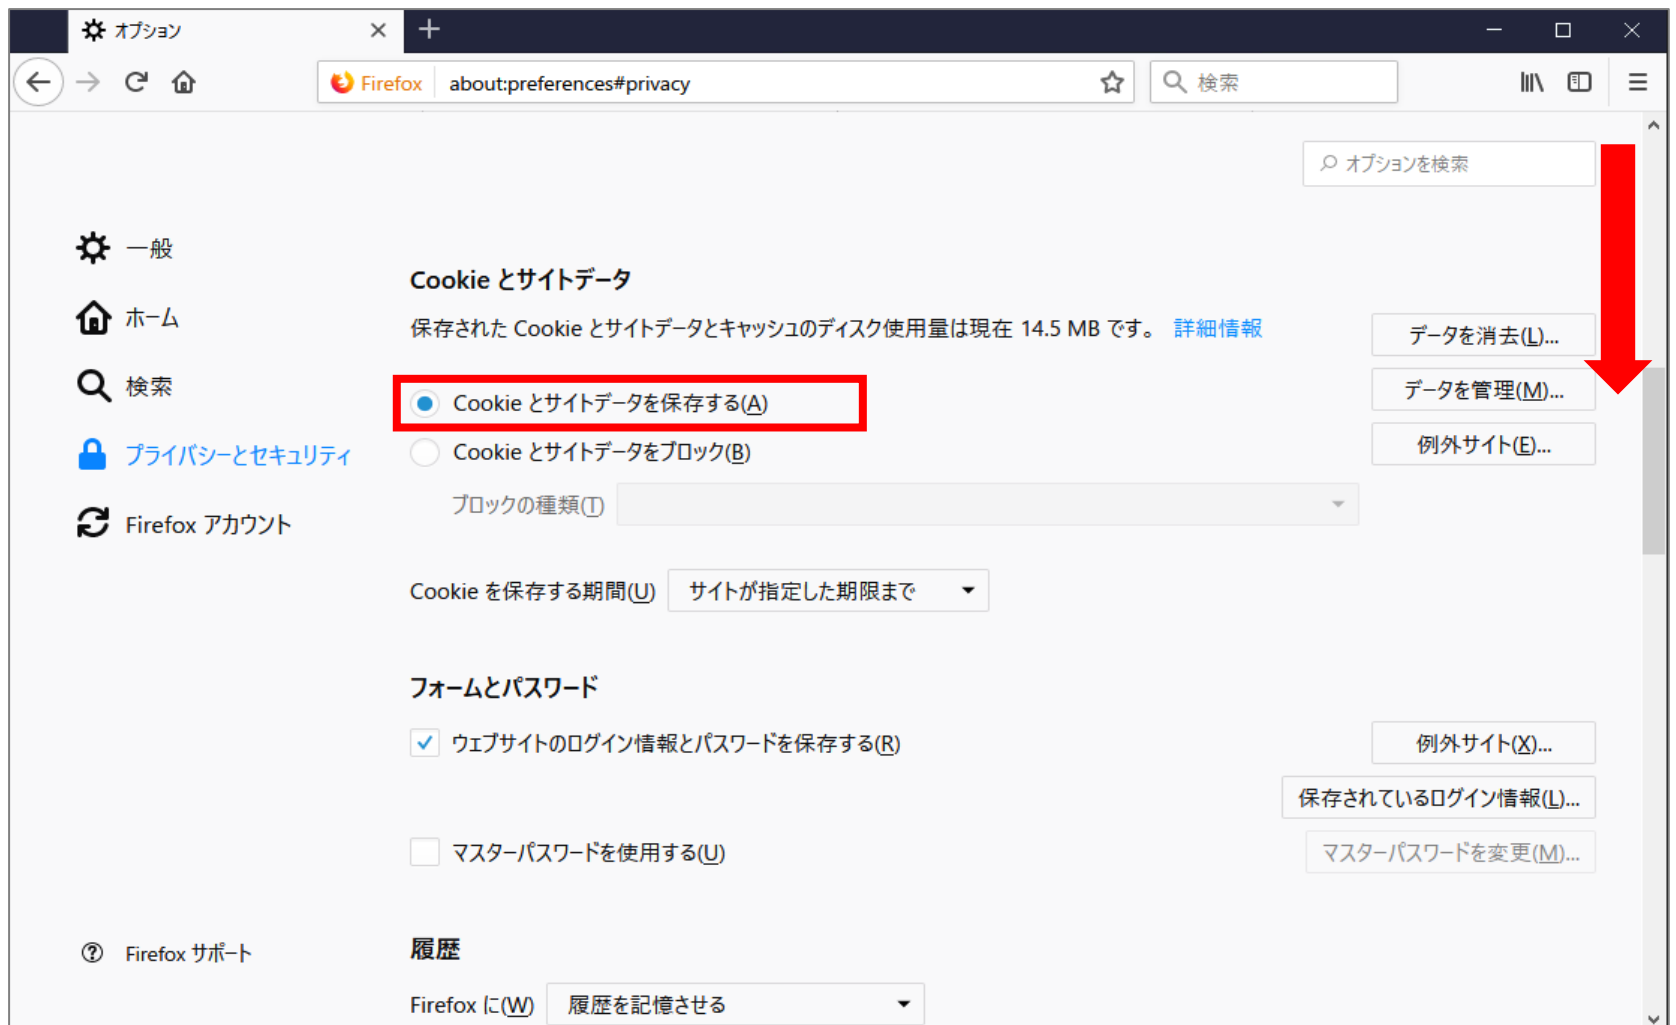 オプション
Firefox about:preferences#privacy 検索
オプションを検索
一般
ホーム
検索
プライバシーとセキュリティ
Firefox アカウント
Firefox サポート
Cookie とサイトデータ
保存された Cookie とサイトデータとキャッシュのディスク使用量は現在 14.5 MB です。 詳細情報
データを消去(L)...
Cookie とサイトデータを保存する(A)
データを管理(M)...
Cookie とサイトデータをブロック(B)
例外サイト(E)...
ブロックの種類(T)
Cookie を保存する期間(U) サイトが指定した期限まで
フォームとパスワード
ウェブサイトのログイン情報とパスワードを保存する(R)
例外サイト(X)...
保存されているログイン情報(L)...
マスターパスワードを使用する(U)
マスターパスワードを変更(M)...
履歴
Firefox に(W) 履歴を記憶させる